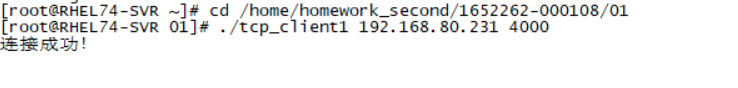 [root@RHEL74-SVR ~]# cd /home/homework_second/1652262-000108/01
[root@RHEL74-SVR 01]# ./tcp_client1 192.168.80.231 4000
连接成功!